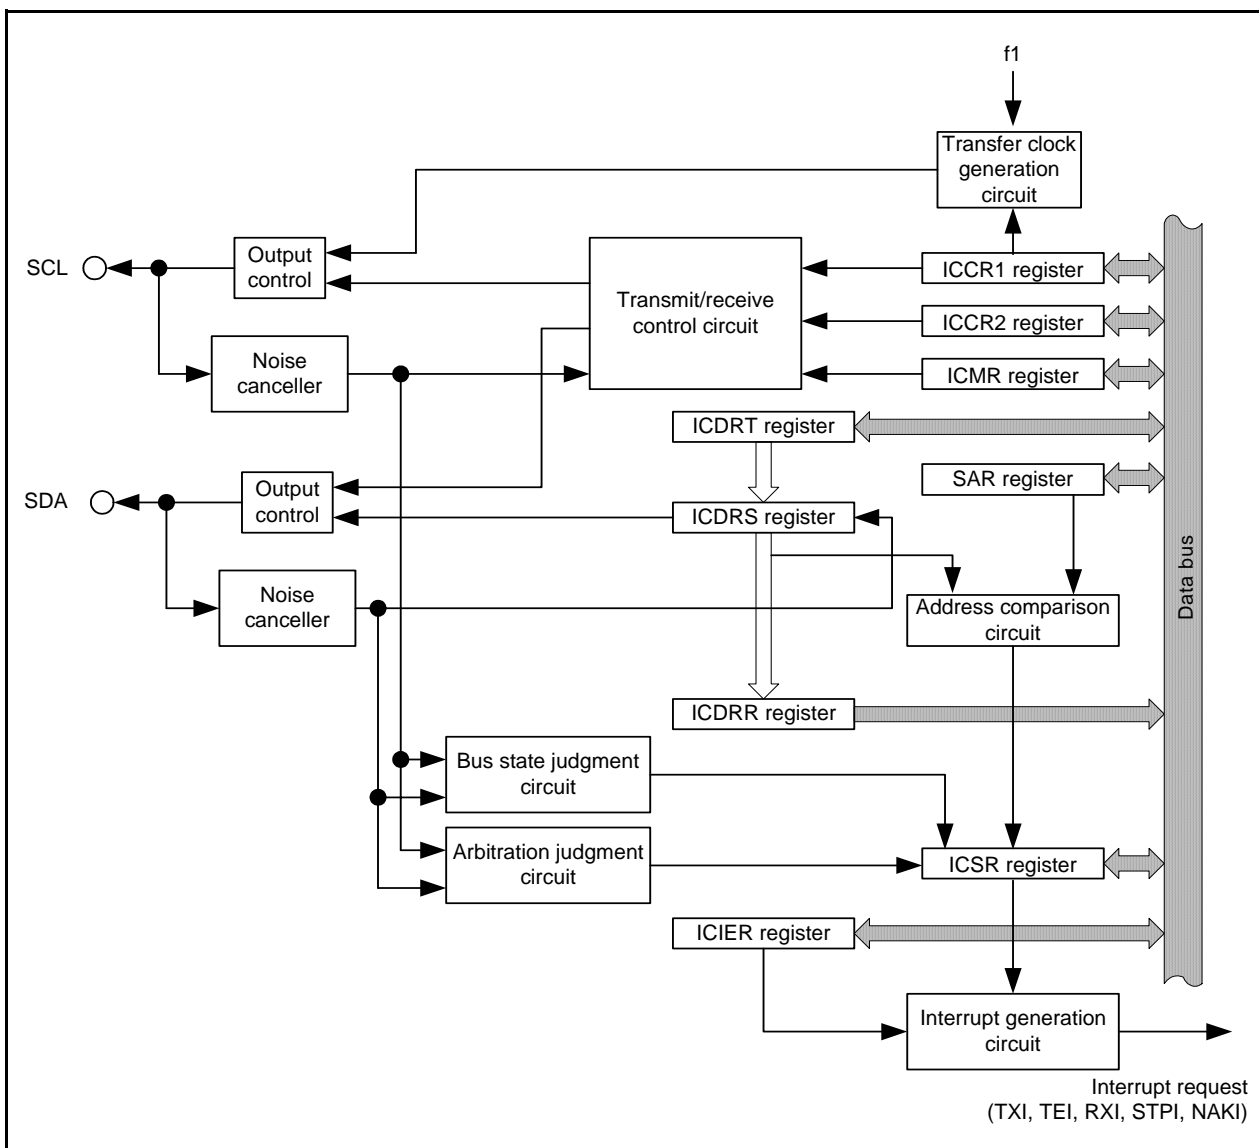 f1
Transfer clock
generation
circuit
SCL
Output
control
Transmit/receive
control circuit
ICCR1 register
ICCR2 register
ICMR register
Noise
canceller
ICDRT register
SAR register
SDA
Output
control
ICDRS register
Data bus
Noise
canceller
Address comparison
circuit
ICDRR register
Bus state judgment
circuit
Arbitration judgment
circuit
ICSR register
ICIER register
Interrupt generation
circuit
Interrupt request
(TXI, TEI, RXI, STPI, NAKI)